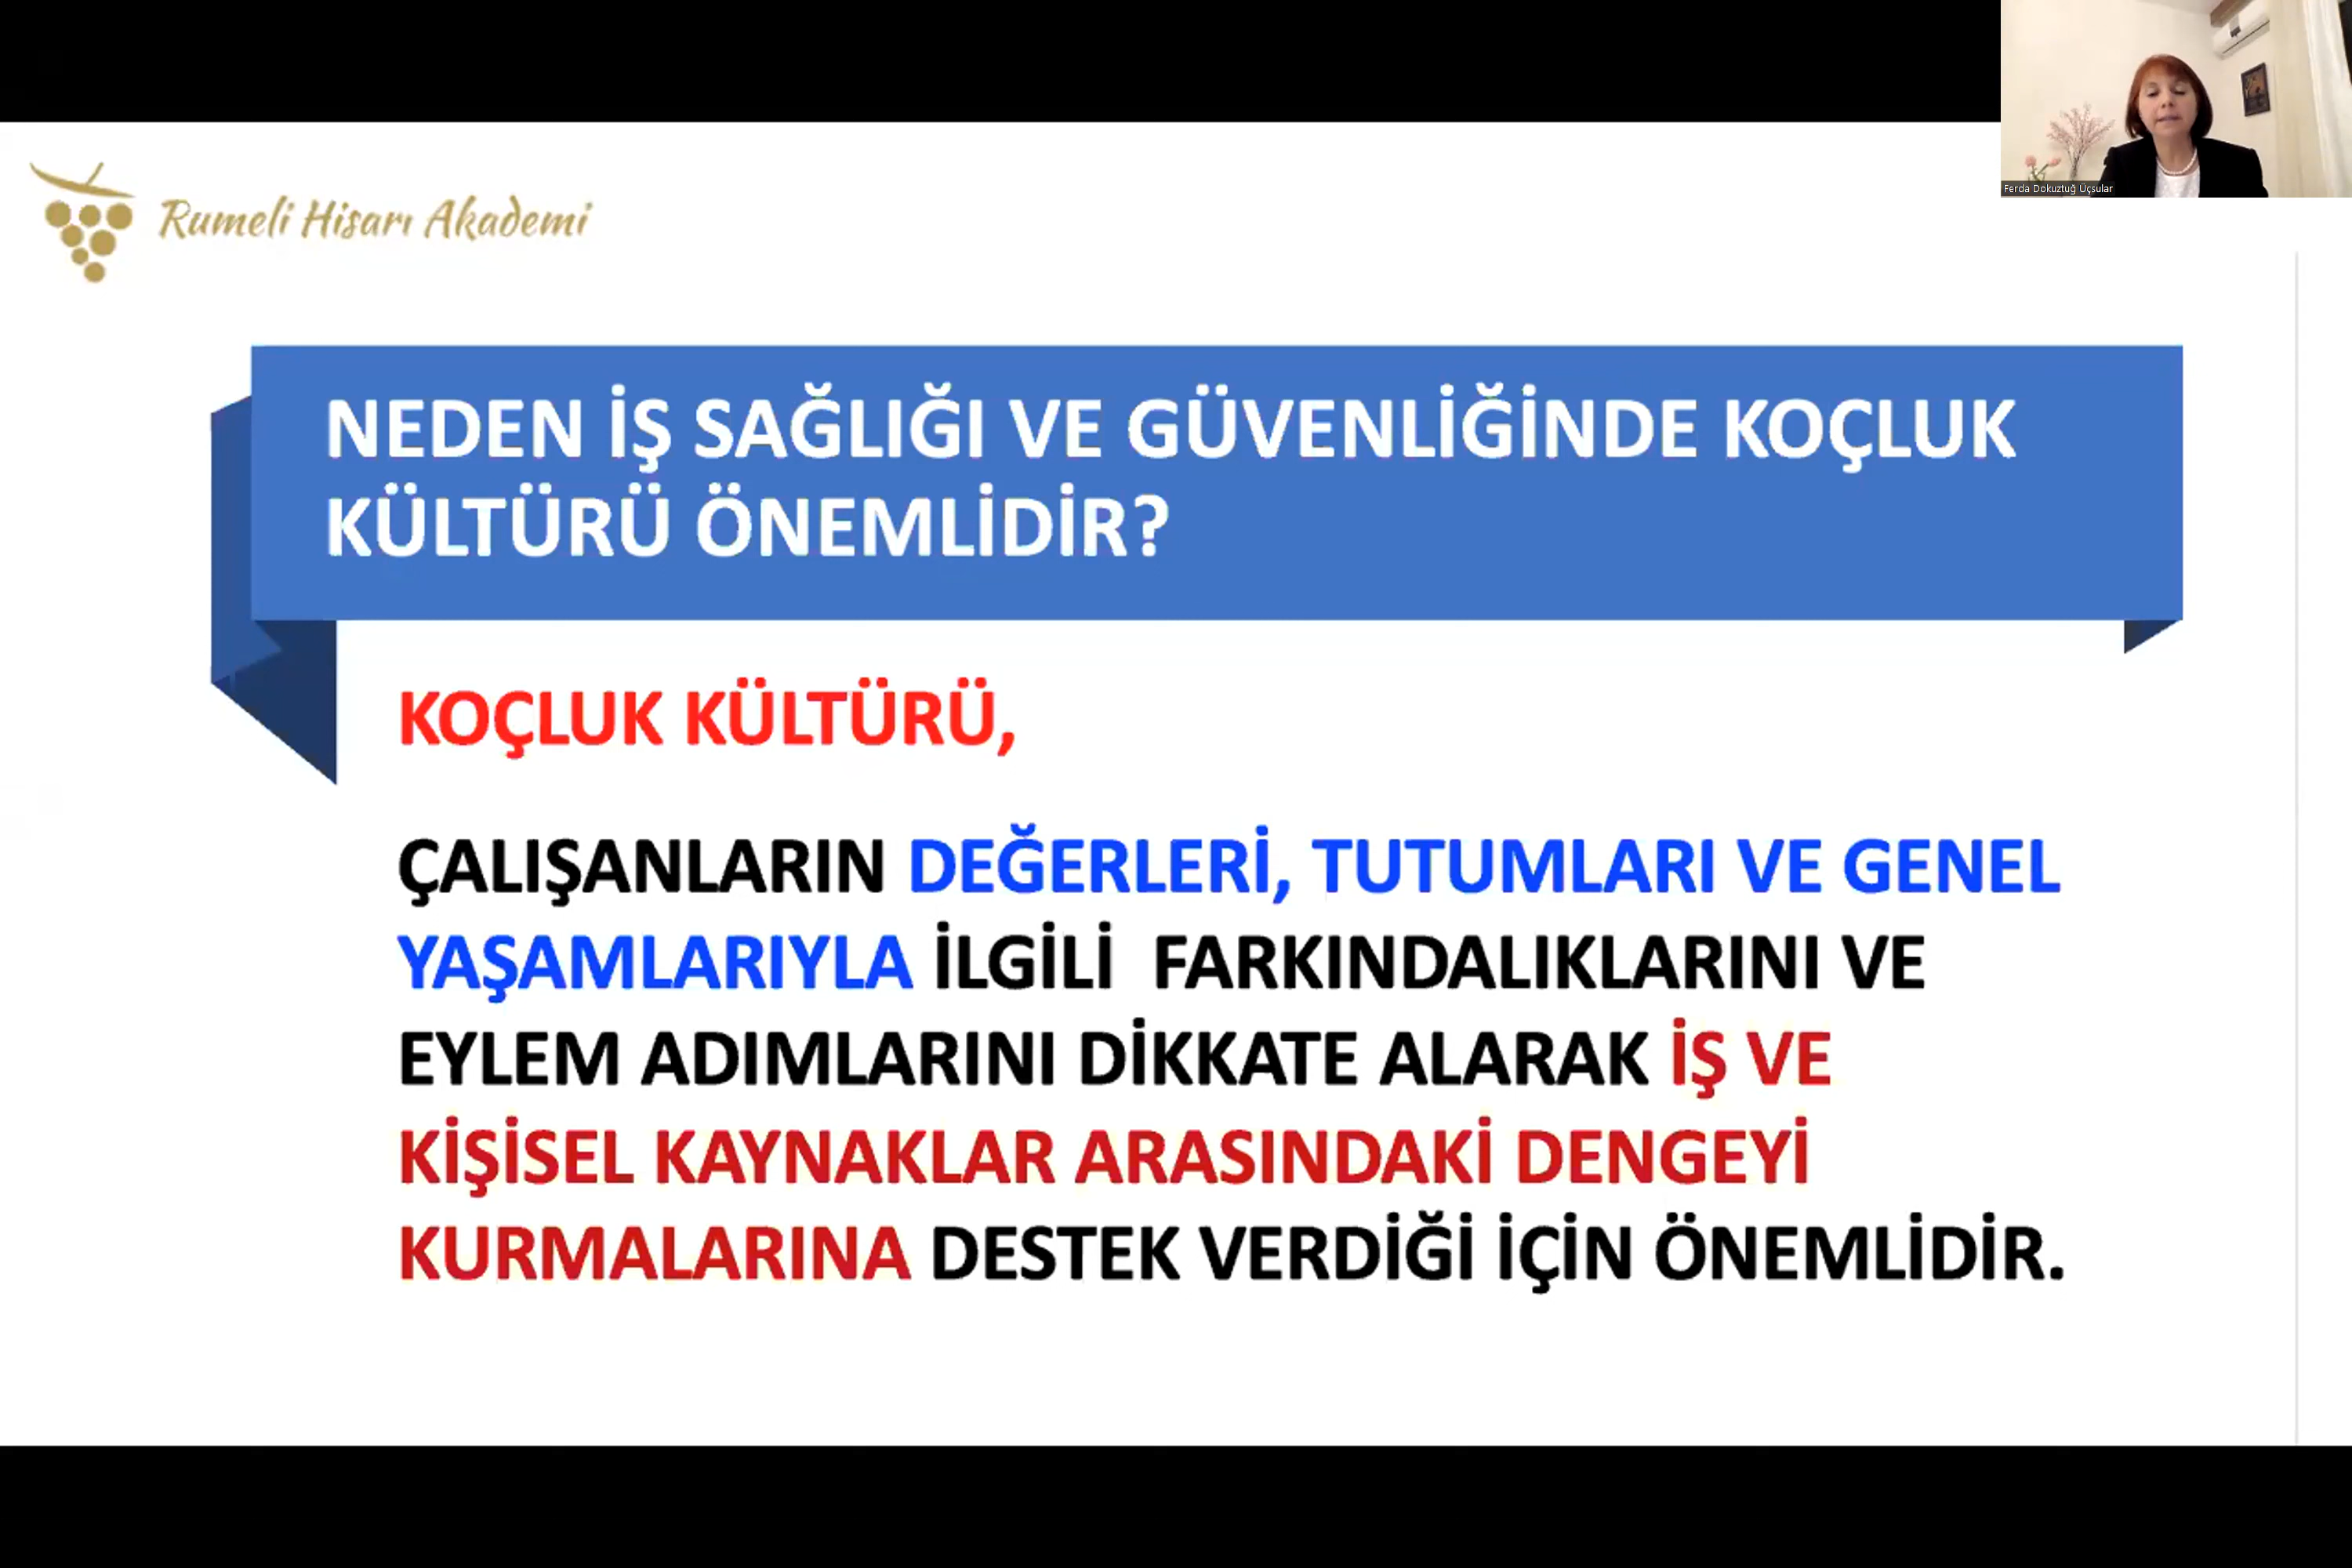 Ferda Dokuztuğ Üçsular
Rumeli Hisarı Akademi
NEDEN İŞ SAĞLIĞI VE GÜVENLİĞİNDE KOÇLUK
KÜLTÜRÜ ÖNEMLİDİR?
KOÇLUK KÜLTÜRÜ,
ÇALIŞANLARIN DEĞERLERİ, TUTUMLARI VE GENEL
YAŞAMLARIYLA İLGİLİ FARKINDALIKLARINI VE
EYLEM ADIMLARINI DİKKATE ALARAK İŞ VE
KİŞİSEL KAYNAKLAR ARASINDAKİ DENGEYİ
KURMALARINA DESTEK VERDİĞİ İÇİN ÖNEMLİDİR.